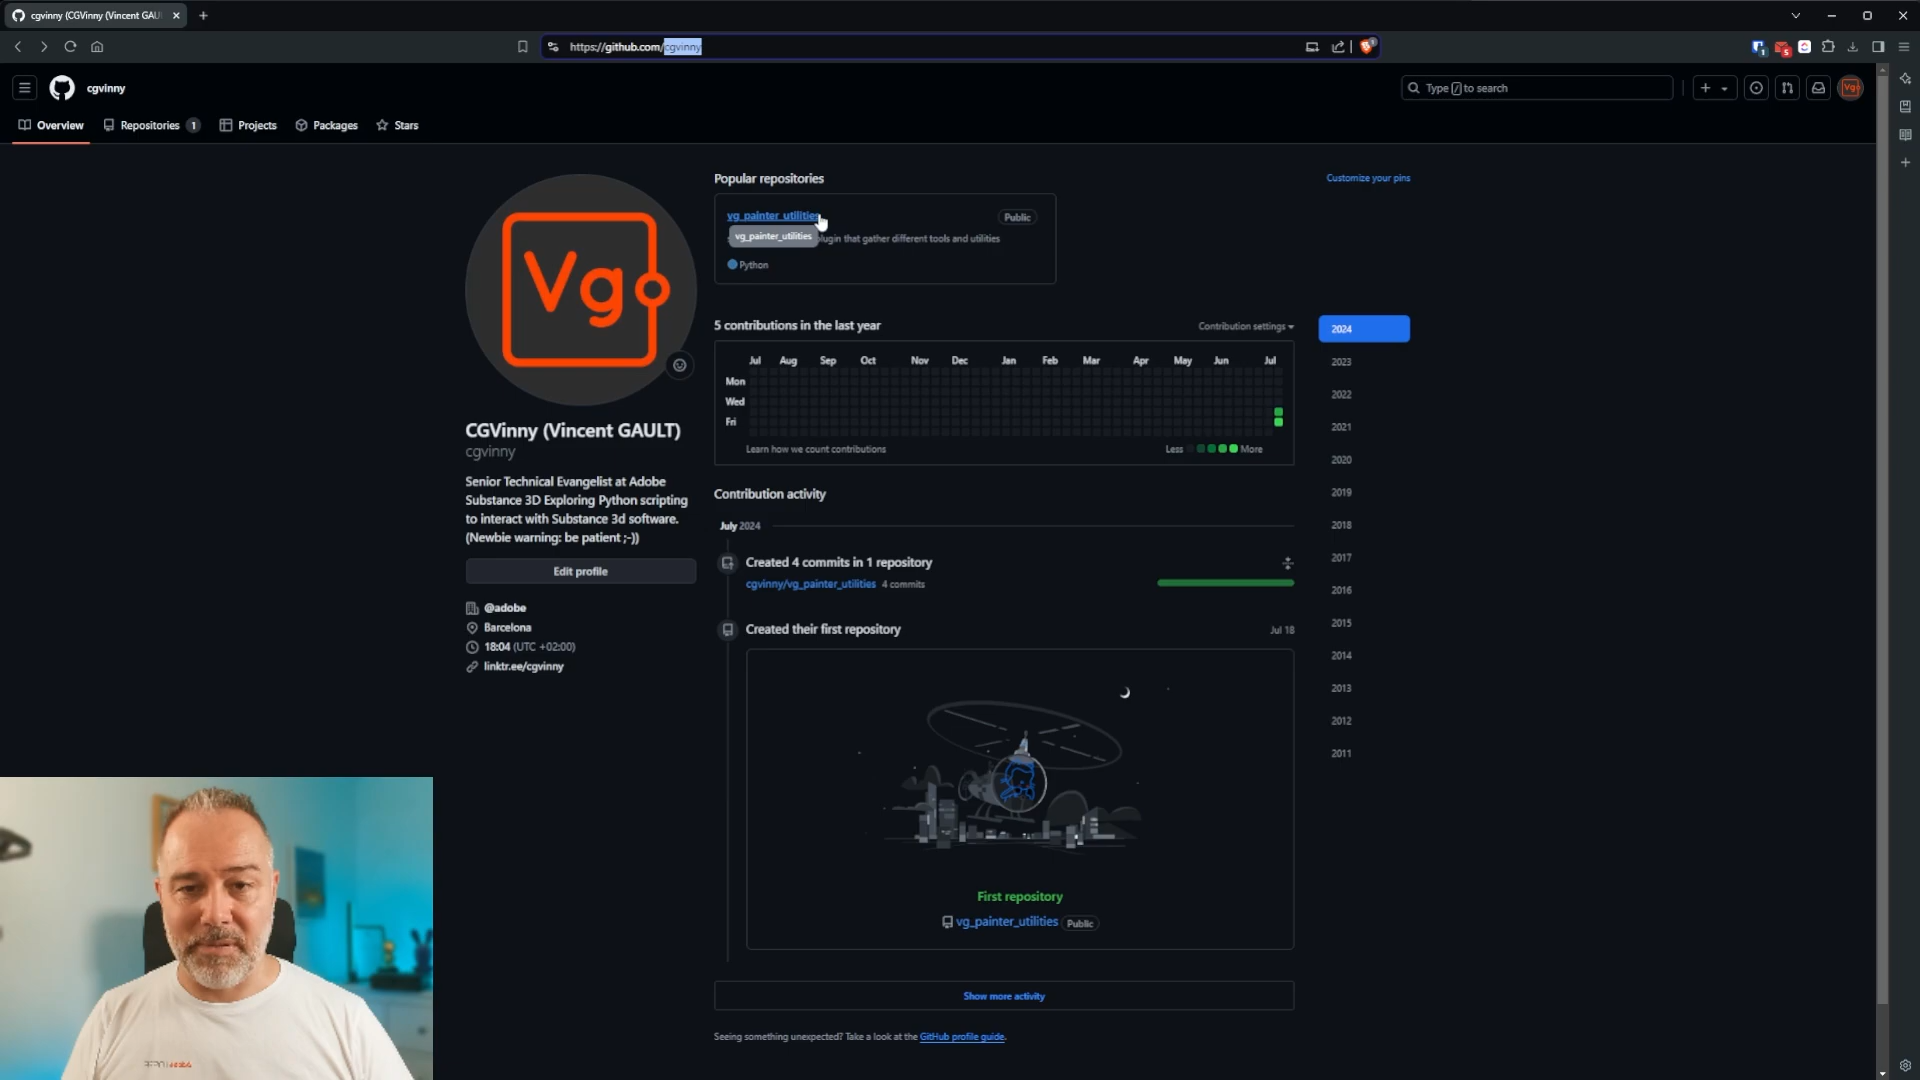 cgvinny (CGVinny (Vincent GAU
https://github.com/cgvinny
cgvinny
Type / to search
Overview
Repositories 1
Projects
Packages
Stars
Popular repositories
Customize your pins
vg_painter_utilities
Public
vg_painter_utilities
plugin that gather different tools and utilities
Python
5 contributions in the last year
Contribution settings
Jul Aug Sep Oct Nov Dec Jan Feb Mar Apr May Jun Jul
Mon
Wed
Fri
Learn how we count contributions
Less More
2024
2023
2022
2021
2020
2019
2018
2017
2016
2015
2014
2013
2012
2011
Vg
CGVinny (Vincent GAULT)
cgvinny
Senior Technical Evangelist at Adobe
Substance 3D Exploring Python scripting
to interact with Substance 3d software.
(Newbie warning: be patient ;-))
Edit profile
@adobe
Barcelona
18:04 (UTC +02:00)
linktr.ee/cgvinny
Contribution activity
July 2024
Created 4 commits in 1 repository
cgvinny/vg_painter_utilities 4 commits
Created their first repository
Jul 18
First repository
vg_painter_utilities Public
Show more activity
Seeing something unexpected? Take a look at the GitHub profile guide.